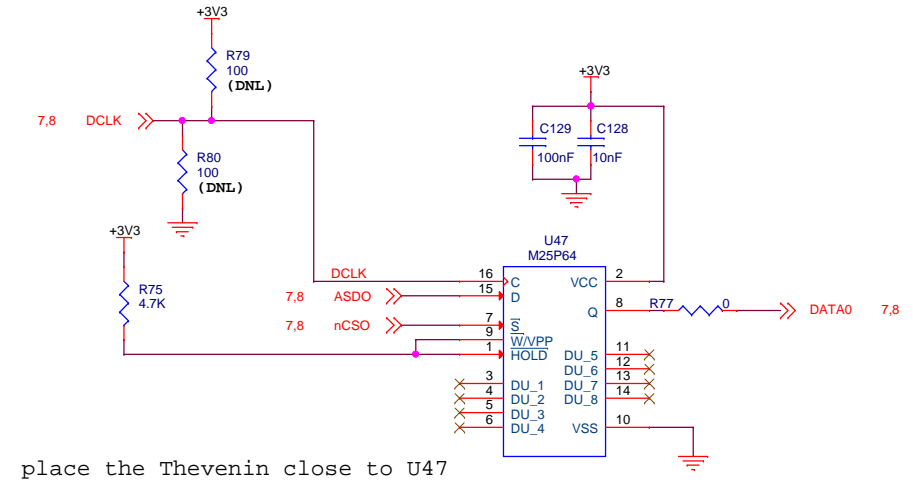 +3V3
R79
100
(DNL)
7,8 DCLK
R80
100
(DNL)
+3V3
C129
100nF
C128
10nF
+3V3
R75
4.7K
U47
M25P64
DCLK 16 C VCC 2
7,8 ASDO 15 D
Q 8 R77 0 DATA0 7,8
7,8 nCSO 7 S
9 W/VPP
1 HOLD DU_5 11
DU_6 12
3 DU_1 DU_7 13
4 DU_2 DU_8 14
5 DU_3
6 DU_4 VSS 10
place the Thevenin close to U47